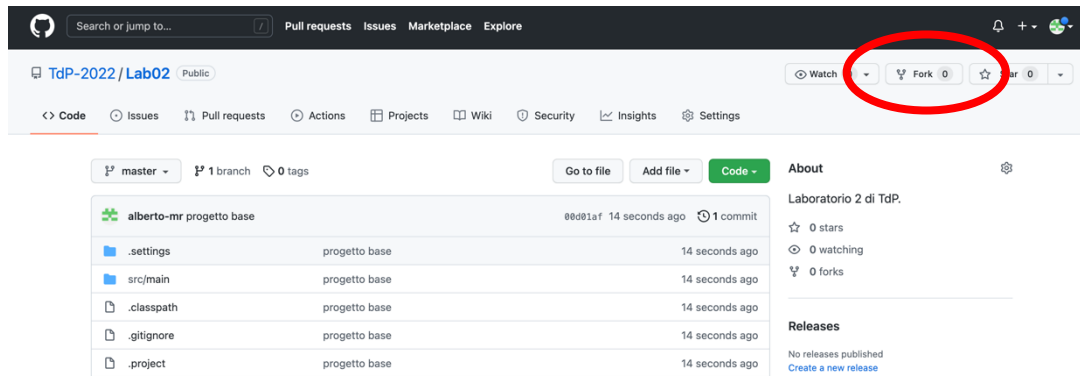 Search or jump to... / Pull requests Issues Marketplace Explore
TdP-2022 / Lab02 Public Watch Fork 0 0
Code Issues Pull requests Actions Projects Wiki Security Insights Settings
master 1 branch 0 tags Go to file Add file Code
About
Laboratorio 2 di TdP.
0 stars
0 watching
0 forks
Releases
No releases published
Create a new release
alberto-mr progetto base 00d01af 14 seconds ago 1 commit
.settings progetto base 14 seconds ago
src/main progetto base 14 seconds ago
.classpath progetto base 14 seconds ago
.gitignore progetto base 14 seconds ago
.project progetto base 14 seconds ago